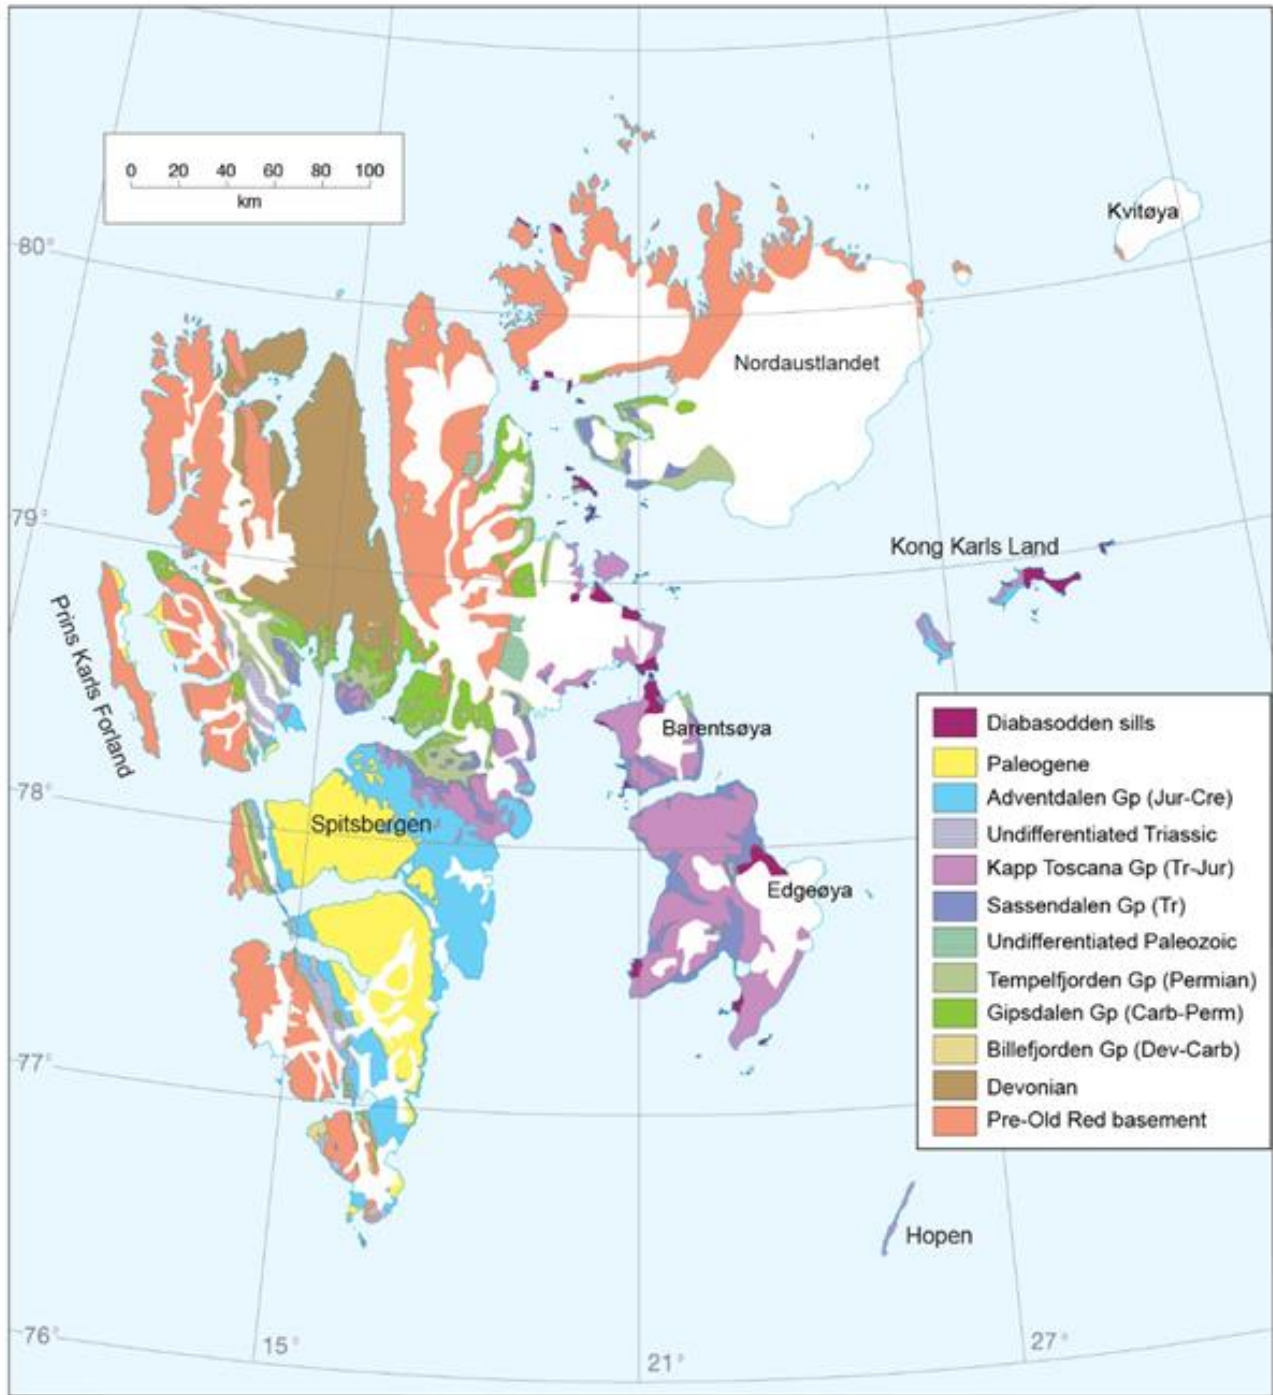 0 20 40 60 80 100
km
Kvitøya
80°
Nordaustlandet
79°
Kong Karls Land
Prins Karls Forland
Barentsøya
78°
Spitsbergen
Edgeøya
77°
Hopen
76°
15°
21°
27°
Diabasodden sills
Paleogene
Adventdalen Gp (Jur-Cre)
Undifferentiated Triassic
Kapp Toscana Gp (Tr-Jur)
Sassendalen Gp (Tr)
Undifferentiated Paleozoic
Tempelfjorden Gp (Permian)
Gipsdalen Gp (Carb-Perm)
Billefjorden Gp (Dev-Carb)
Devonian
Pre-Old Red basement